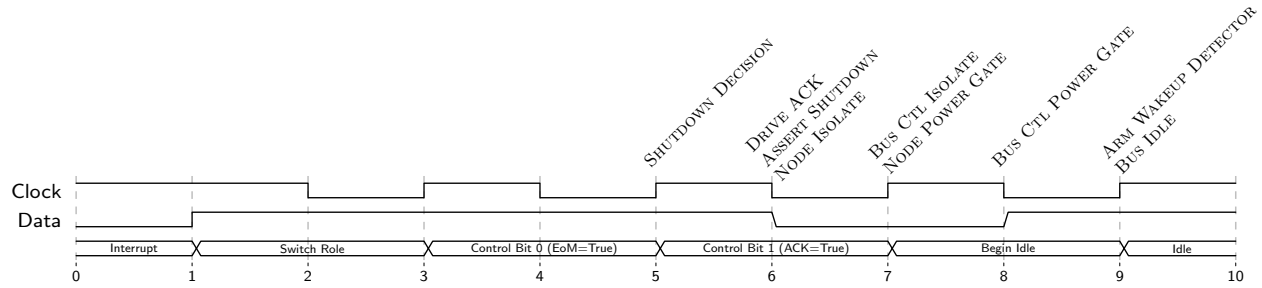 Shutdown Decision
Drive ACK
Assert Shutdown
Node Isolate
Bus Ctl Isolate
Node Power Gate
Bus Ctl Power Gate
Arm Wakeup Detector
Bus Idle
Clock
Data
Interrupt Switch Role Control Bit 0 (EoM=True) Control Bit 1 (ACK=True) Begin Idle Idle
0 1 2 3 4 5 6 7 8 9 10